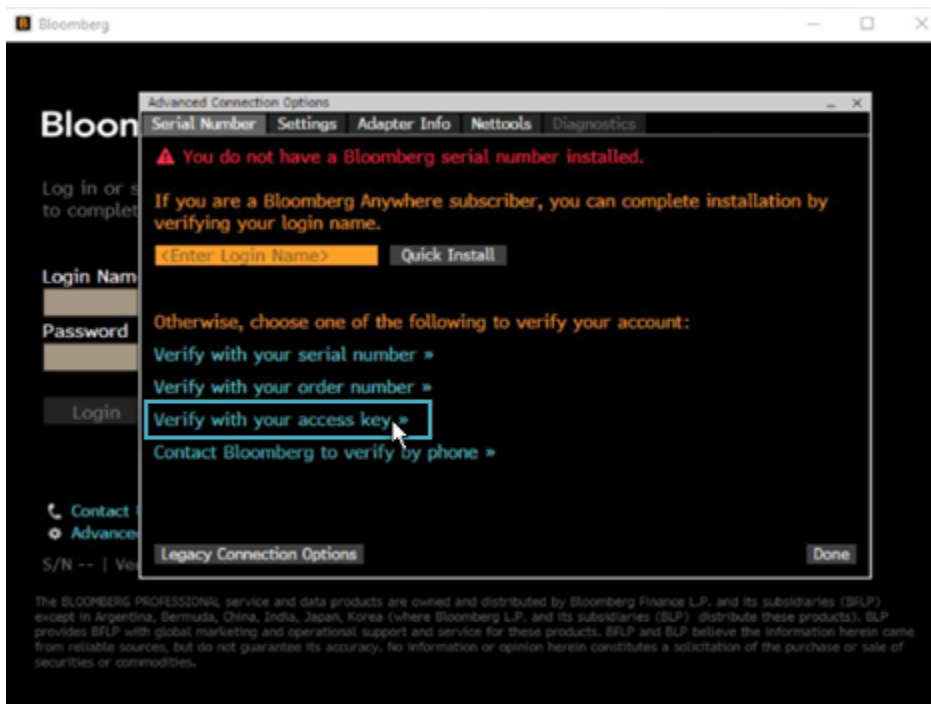 Bloomberg
Advanced Connection Options
Serial Number Settings Adapter Info Nettools Diagnostics
Bloom
You do not have a Bloomberg serial number installed.
Log in or s
to complet
If you are a Bloomberg Anywhere subscriber, you can complete installation by
verifying your login name.
<Enter Login Name> Quick Install
Login Nam
Otherwise, choose one of the following to verify your account:
Password
Verify with your serial number »
Verify with your order number »
Login
Verify with your access key »
Contact Bloomberg to verify by phone »
Contact
Advance
Legacy Connection Options Done
S/N -- | Ve
The BLOOMBERG PROFESSIONAL service and data products are owned and distributed by Bloomberg Finance L.P. and its subsidiaries (BFLP)
except in Argentina, Bermuda, China, India, Japan, Korea (where Bloomberg L.P. and its subsidiaries (BLP) distribute these products). BLP
provides BFLP with global marketing and operational support and service for these products. BFLP and BLP believe the information herein came
from reliable sources, but do not guarantee its accuracy. No information or opinion herein constitutes a solicitation of the purchase or sale of
securities or commodities.